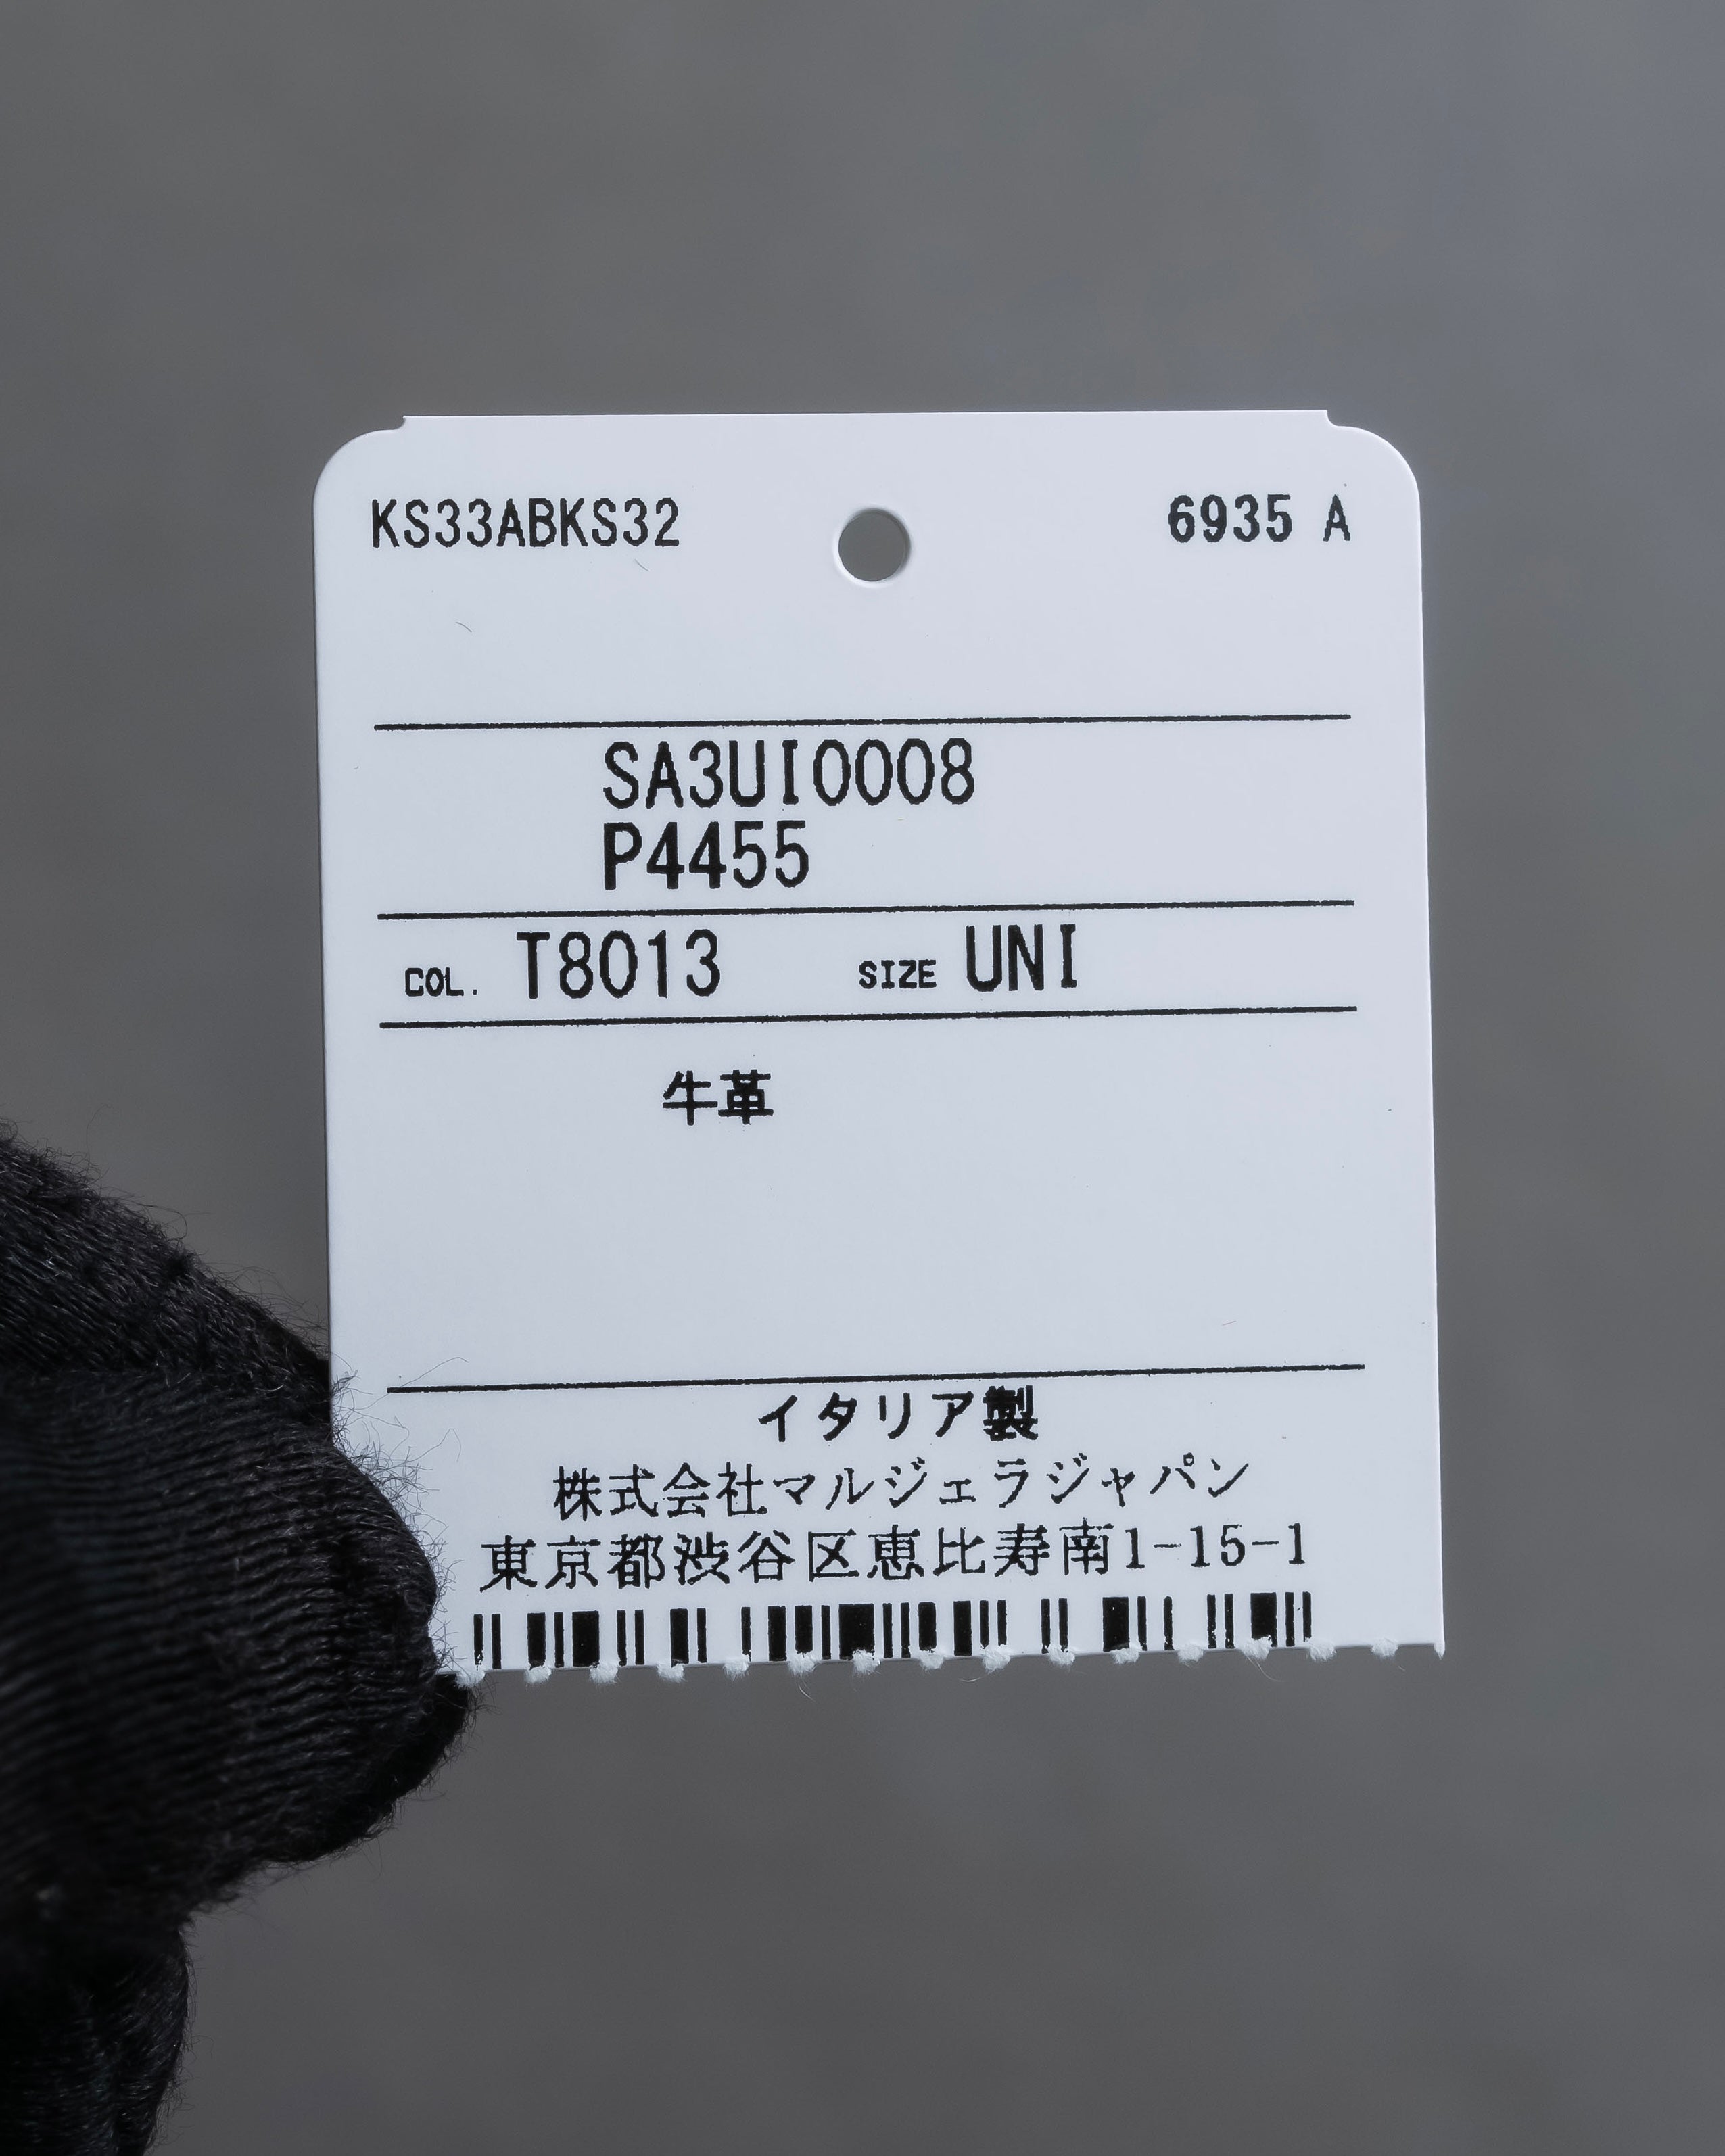 KS33ABKS32 6935 A
SA3UI0008
P4455
COL. T8013 SIZE UNI
牛革
イタリア製
株式会社マルジェラジャパン
東京都渋谷区恵比寿南1-15-1